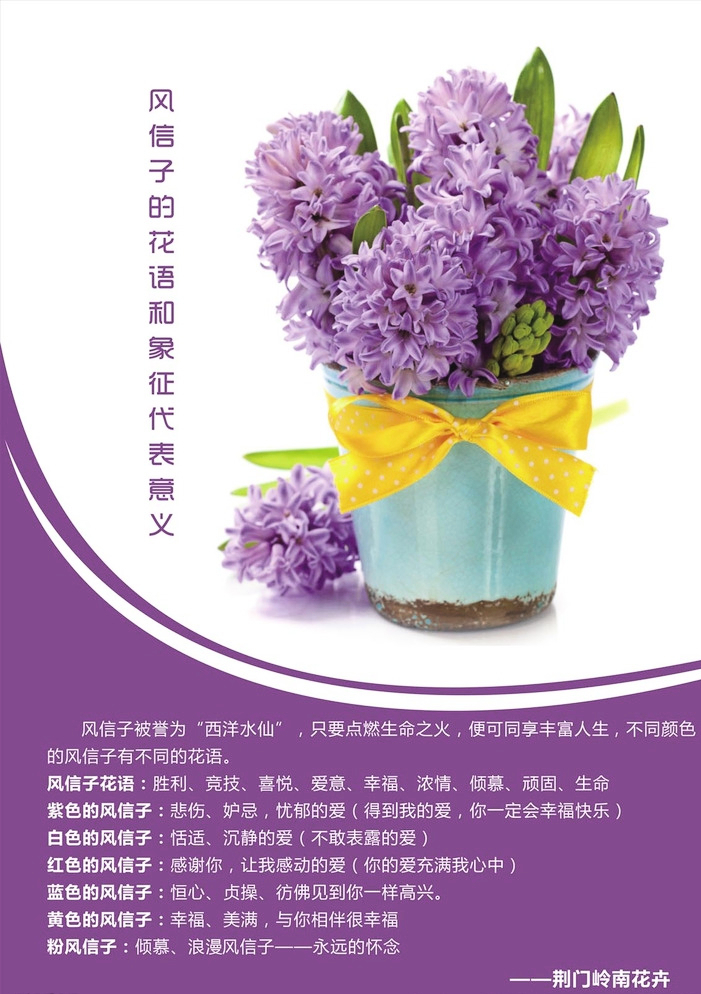 风信子的花语和象征代表意义
风信子被誉为“西洋水仙”，只要点燃生命之火，便可同享丰富人生，不同颜色
的风信子有不同的花语。
风信子花语：胜利、竞技、喜悦、爱意、幸福、浓情、倾慕、顽固、生命
紫色的风信子：悲伤、妒忌，忧郁的爱（得到我的爱，你一定会幸福快乐）
白色的风信子：恬适、沉静的爱（不敢表露的爱）
红色的风信子：感谢你，让我感动的爱（你的爱充满我心中）
蓝色的风信子：恒心、贞操、仿佛见到你一样高兴。
黄色的风信子：幸福、美满，与你相伴很幸福
粉风信子：倾慕、浪漫风信子——永远的怀念
——荆门岭南花卉